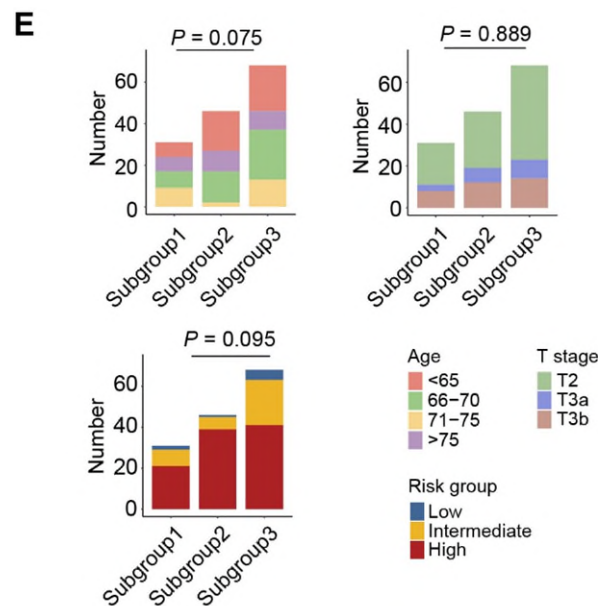 E
P = 0.075
Number
60
40
20
0
Subgroup1
Subgroup2
Subgroup3
P = 0.889
Number
60
40
20
0
Subgroup1
Subgroup2
Subgroup3
P = 0.095
Number
60
40
20
0
Subgroup1
Subgroup2
Subgroup3
Age
<65
66–70
71–75
>75
T stage
T2
T3a
T3b
Risk group
Low
Intermediate
High